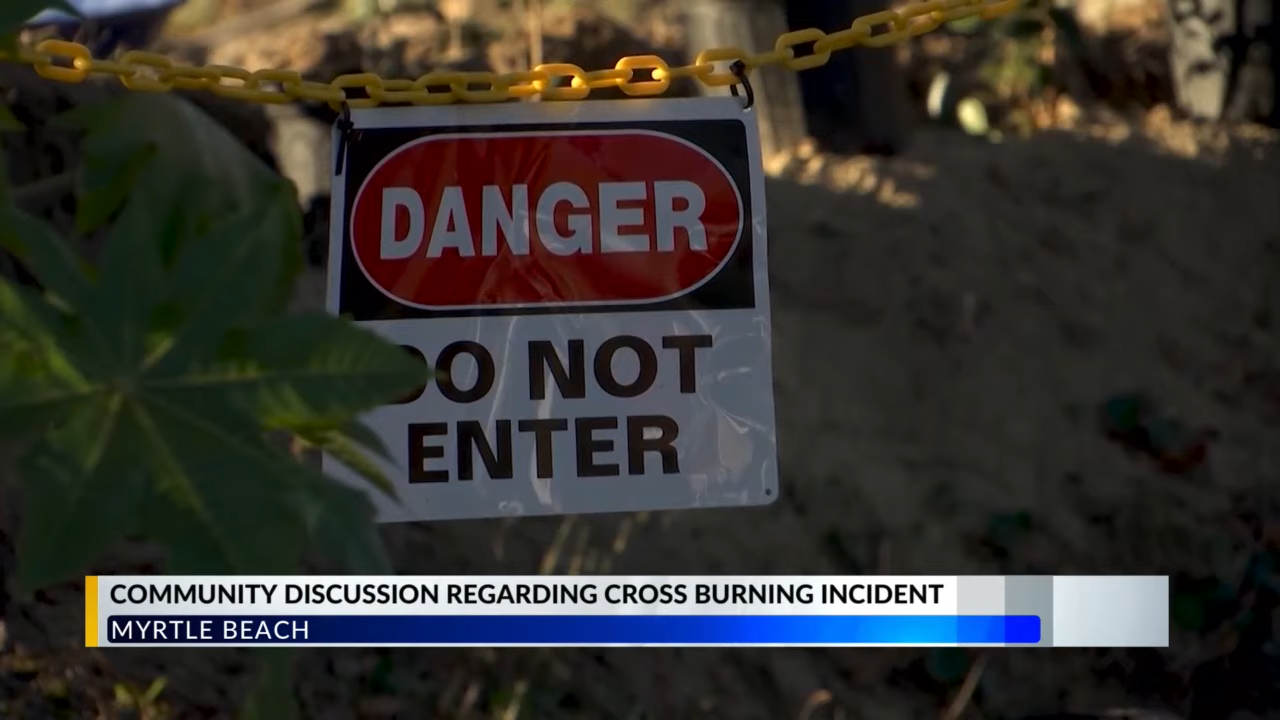 DANGER
DO NOT
ENTER
COMMUNITY DISCUSSION REGARDING CROSS BURNING INCIDENT
MYRTLE BEACH